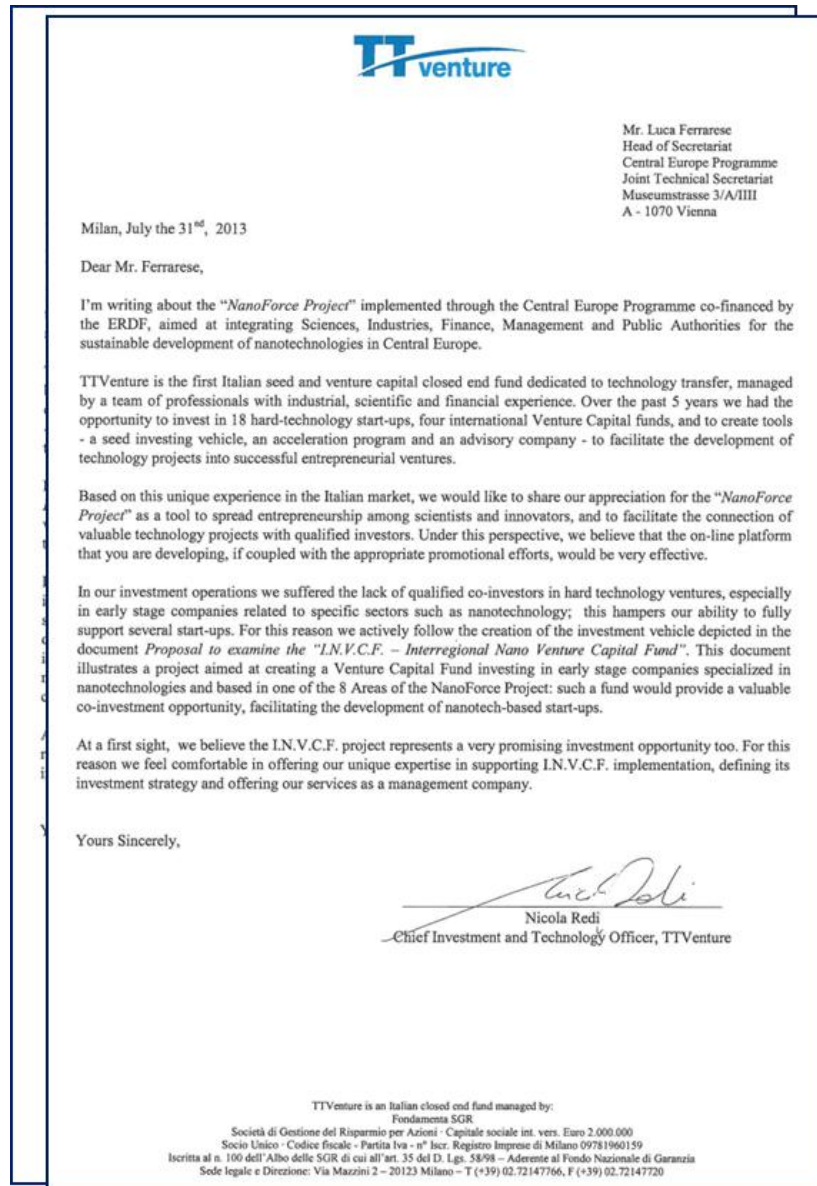 TT venture
Mr. Luca Ferrarese
Head of Secretariat
Central Europe Programme
Joint Technical Secretariat
Museumstrasse 3/A/IIII
A - 1070 Vienna
Milan, July the 31nd, 2013
Dear Mr. Ferrarese,
I'm writing about the "NanoForce Project" implemented through the Central Europe Programme co-financed by
the ERDF, aimed at integrating Sciences, Industries, Finance, Management and Public Authorities for the
sustainable development of nanotechnologies in Central Europe.
TTVenture is the first Italian seed and venture capital closed end fund dedicated to technology transfer, managed
by a team of professionals with industrial, scientific and financial experience. Over the past 5 years we had the
opportunity to invest in 18 hard-technology start-ups, four international Venture Capital funds, and to create tools
- a seed investing vehicle, an acceleration program and an advisory company - to facilitate the development of
technology projects into successful entrepreneurial ventures.
Based on this unique experience in the Italian market, we would like to share our appreciation for the "NanoForce
Project" as a tool to spread entrepreneurship among scientists and innovators, and to facilitate the connection of
valuable technology projects with qualified investors. Under this perspective, we believe that the on-line platform
that you are developing, if coupled with the appropriate promotional efforts, would be very effective.
In our investment operations we suffered the lack of qualified co-investors in hard technology ventures, especially
in early stage companies related to specific sectors such as nanotechnology; this hampers our ability to fully
support several start-ups. For this reason we actively follow the creation of the investment vehicle depicted in the
document Proposal to examine the "I.N.V.C.F. – Interregional Nano Venture Capital Fund". This document
illustrates a project aimed at creating a Venture Capital Fund investing in early stage companies specialized in
nanotechnologies and based in one of the 8 Areas of the NanoForce Project: such a fund would provide a valuable
co-investment opportunity, facilitating the development of nanotech-based start-ups.
At a first sight, we believe the I.N.V.C.F. project represents a very promising investment opportunity too. For this
reason we feel comfortable in offering our unique expertise in supporting I.N.V.C.F. implementation, defining its
investment strategy and offering our services as a management company.
Yours Sincerely,
Nicola Redi
Chief Investment and Technology Officer, TTVenture
TTVenture is an Italian closed end fund managed by:
Fondamenta SGR
Società di Gestione del Risparmio per Azioni · Capitale sociale int. vers. Euro 2.000.000
Socio Unico · Codice fiscale - Partita Iva - n° Iscr. Registro Imprese di Milano 09781960159
Iscritta al n. 100 dell'Albo delle SGR di cui all'art. 35 del D. Lgs. 58/98 – Aderente al Fondo Nazionale di Garanzia
Sede legale e Direzione: Via Mazzini 2 – 20123 Milano – T (+39) 02.72147766, F (+39) 02.72147720